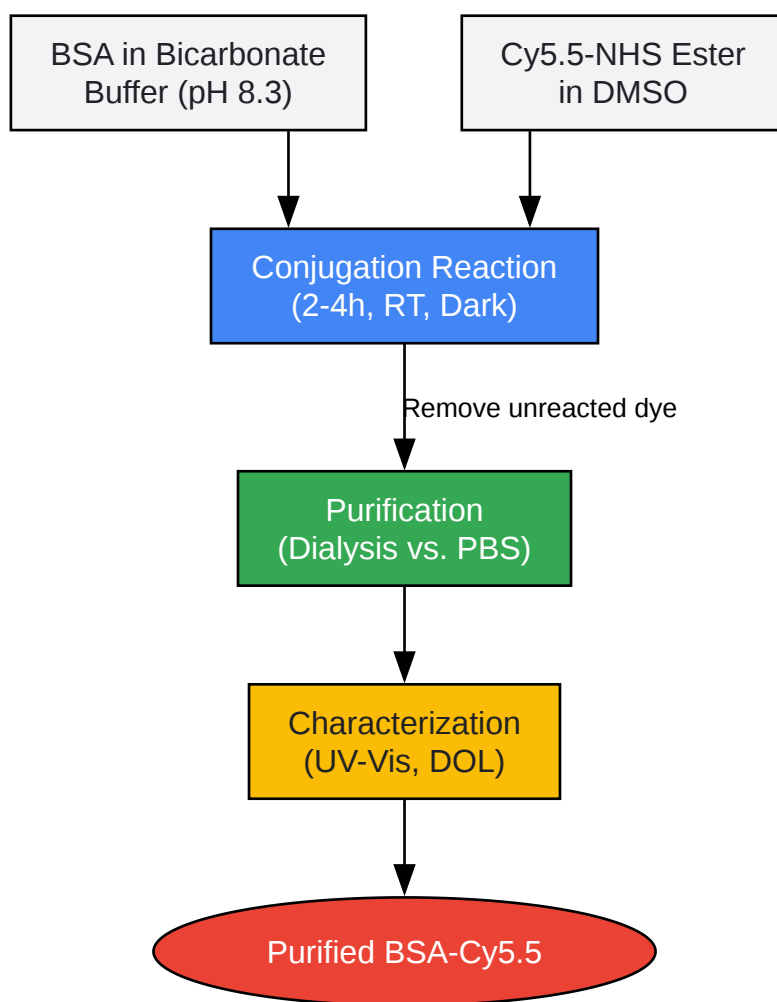 BSA in Bicarbonate
Buffer (pH 8.3)
Cy5.5-NHS Ester
in DMSO
Conjugation Reaction
(2-4h, RT, Dark)
Remove unreacted dye
Purification
(Dialysis vs. PBS)
Characterization
(UV-Vis, DOL)
Purified BSA-Cy5.5